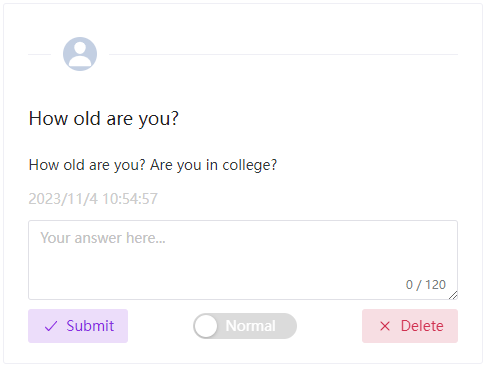 How old are you?
How old are you? Are you in college?
2023/11/4 10:54:57
Your answer here...
0 / 120
Submit
Normal
Delete